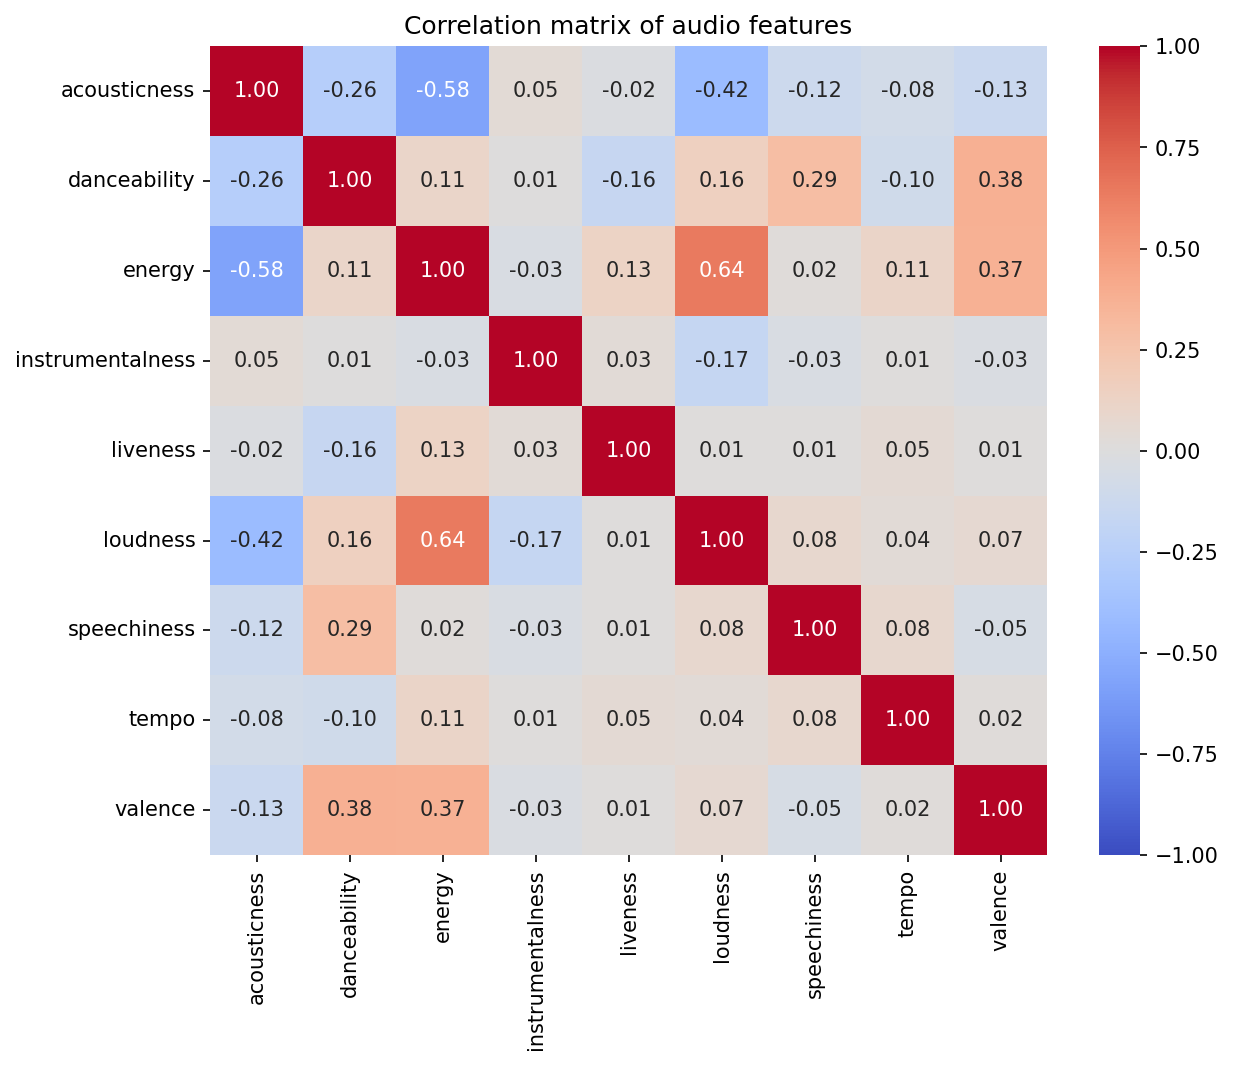 Correlation matrix of audio features
acousticness 1.00 -0.26 -0.58 0.05 -0.02 -0.42 -0.12 -0.08 -0.13
danceability -0.26 1.00 0.11 0.01 -0.16 0.16 0.29 -0.10 0.38
energy -0.58 0.11 1.00 -0.03 0.13 0.64 0.02 0.11 0.37
instrumentalness 0.05 0.01 -0.03 1.00 0.03 -0.17 -0.03 0.01 -0.03
liveness -0.02 -0.16 0.13 0.03 1.00 0.01 0.01 0.05 0.01
loudness -0.42 0.16 0.64 -0.17 0.01 1.00 0.08 0.04 0.07
speechiness -0.12 0.29 0.02 -0.03 0.01 0.08 1.00 0.08 -0.05
tempo -0.08 -0.10 0.11 0.01 0.05 0.04 0.08 1.00 0.02
valence -0.13 0.38 0.37 -0.03 0.01 0.07 -0.05 0.02 1.00
acousticness
danceability
energy
instrumentalness
liveness
loudness
speechiness
tempo
valence
1.00
0.75
0.50
0.25
0.00
−0.25
−0.50
−0.75
−1.00